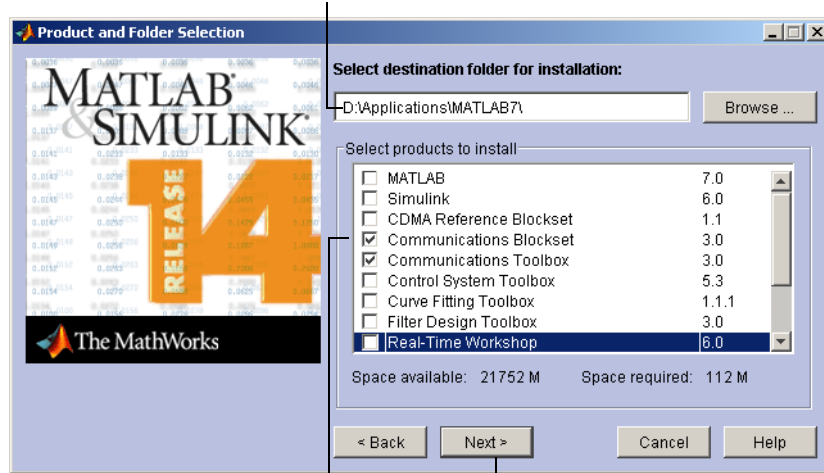 Product and Folder Selection
MATLAB
&SIMULINK
RELEASE
14
The MathWorks
Select destination folder for installation:
D:\Applications\MATLAB7\
Browse ...
Select products to install
MATLAB 7.0
Simulink 6.0
CDMA Reference Blockset 1.1
Communications Blockset 3.0
Communications Toolbox 3.0
Control System Toolbox 5.3
Curve Fitting Toolbox 1.1.1
Filter Design Toolbox 3.0
Real-Time Workshop 6.0
Space available: 21752 M Space required: 112 M
< Back
Next >
Cancel
Help